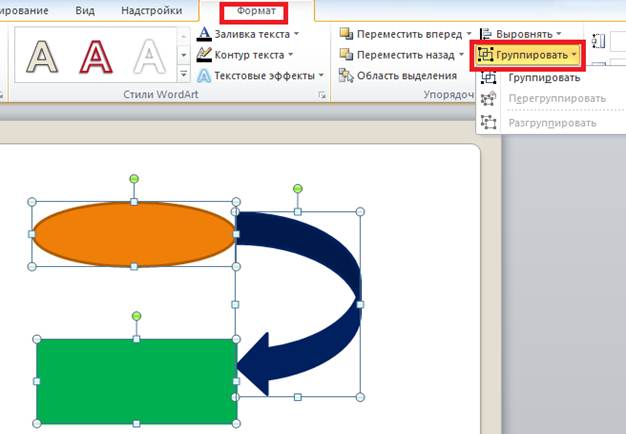 ирование Вид Надстройки Формат
A A A
Заливка текста
Контур текста
Текстовые эффекты
Стили WordArt
Переместить вперед
Переместить назад
Область выделения
Выровнять
Группировать
Упорядоч
Группировать
Перегруппировать
Разгруппировать